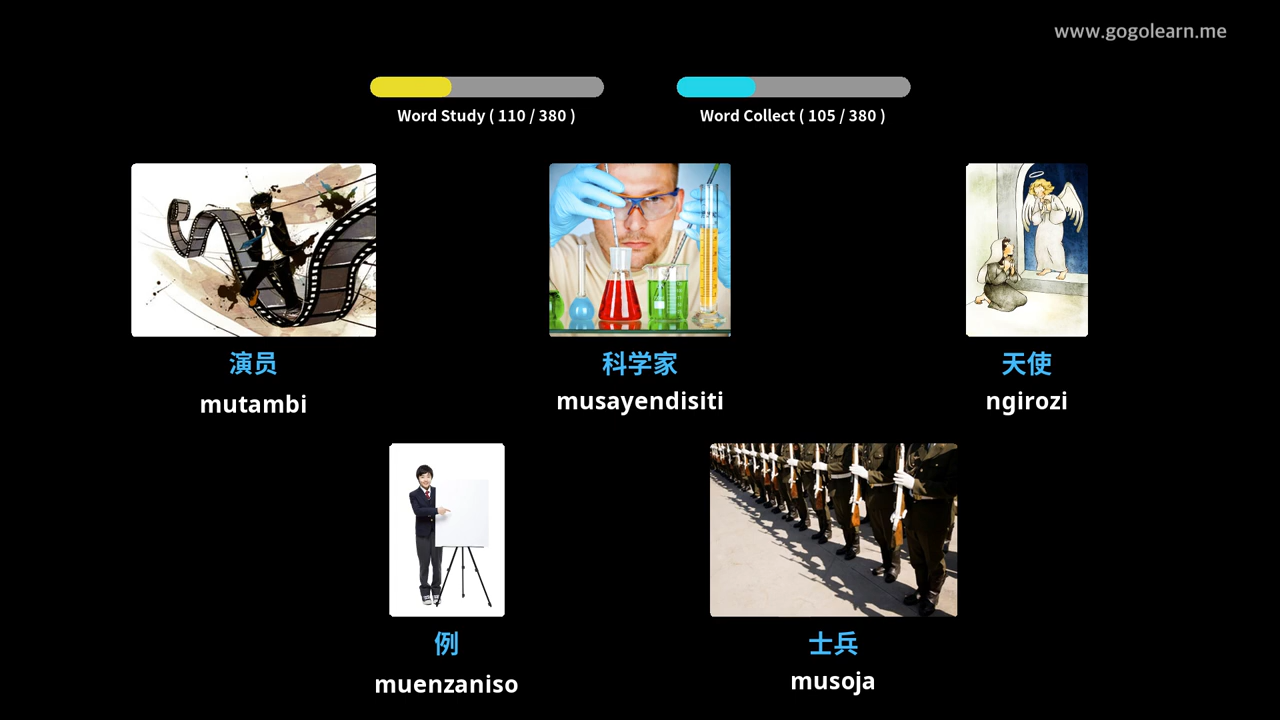 www.gogolearn.me
Word Study ( 110 / 380 )
Word Collect ( 105 / 380 )
演员
mutambi
科学家
musayendisiti
天使
ngirozi
例
muenzaniso
士兵
musoja